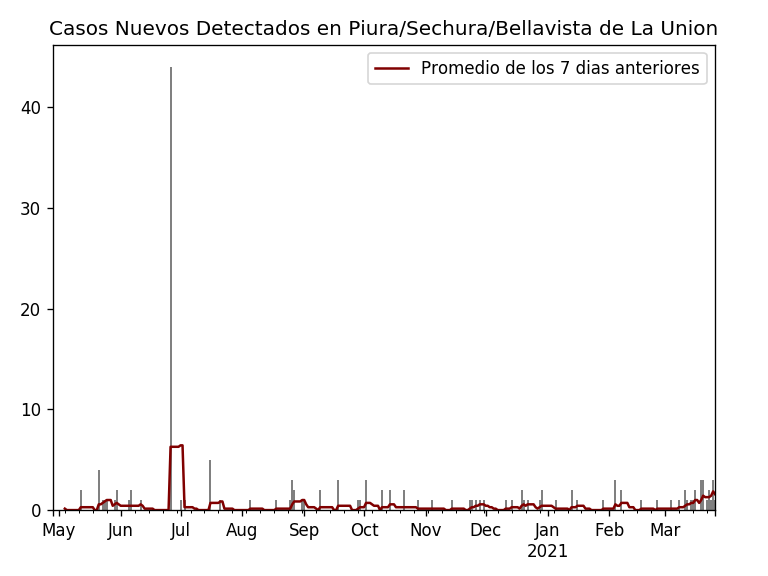 Casos Nuevos Detectados en Piura/Sechura/Bellavista de La Union
Promedio de los 7 dias anteriores
40
30
20
10
0
May Jun Jul Aug Sep Oct Nov Dec Jan Feb Mar
2021